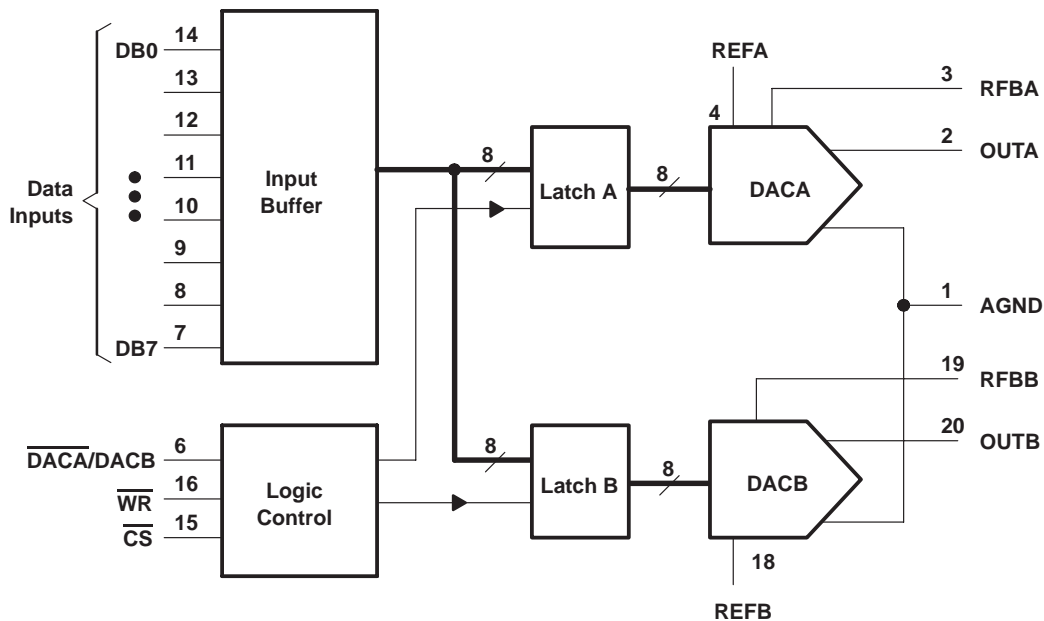 DB0
14
13
12
11
10
9
8
7
DB7
Data
Inputs
Input
Buffer
DACA/DACB
6
WR
16
CS
15
Logic
Control
8
Latch A
8
8
Latch B
8
REFA
4
DACA
3
RFBA
2
OUTA
1
AGND
19
RFBB
20
OUTB
DACB
18
REFB